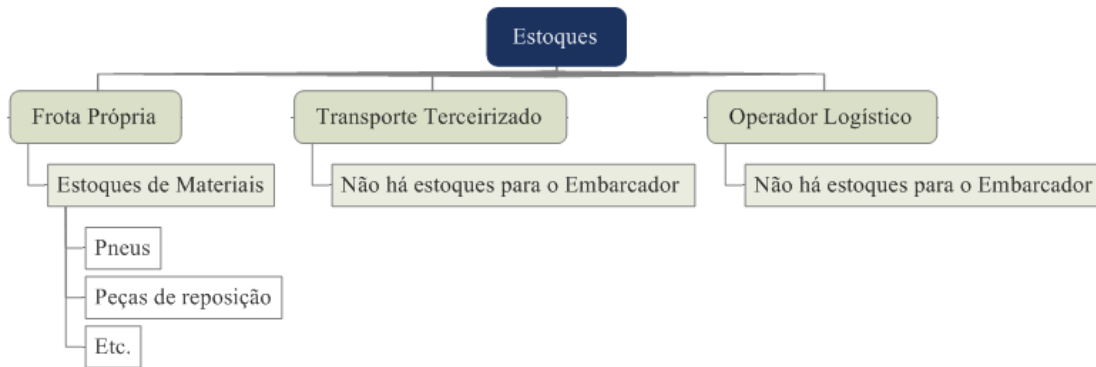 Estoques
Frota Própria
Transporte Terceirizado
Operador Logístico
Estoques de Materiais
Não há estoques para o Embarcador
Não há estoques para o Embarcador
Pneus
Peças de reposição
Etc.